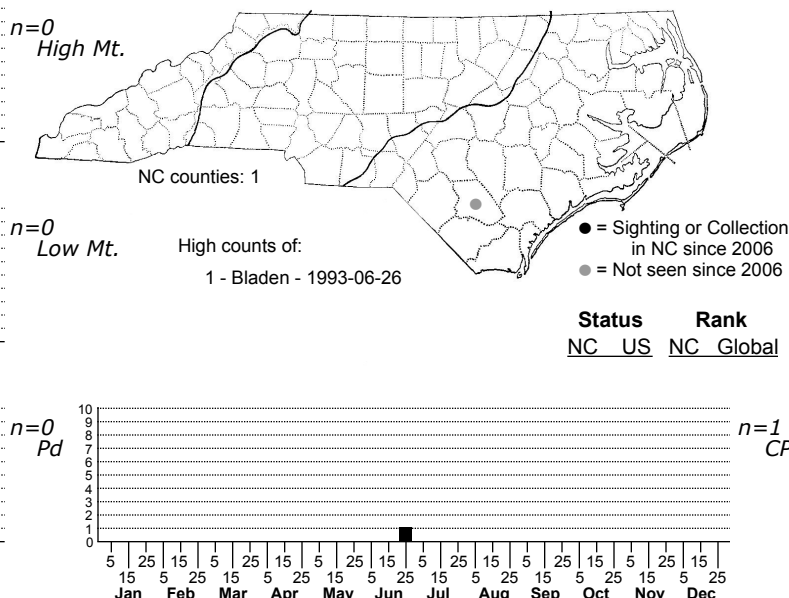 n=0
High Mt.
NC counties: 1
n=0
Low Mt.
High counts of:
1 - Bladen - 1993-06-26
● = Sighting or Collection
in NC since 2006
● = Not seen since 2006
Status Rank
NC US NC Global
n=0
Pd
10
9
8
7
6
5
4
3
2
1
0
n=1
CP
5 25 15 5 25 15 5 25 15 5 25 15 5 25 15 5 25 15
15 5 25 15 5 25 15 5 25 15 5 25 15 5 25 15 5 25
Jan Feb Mar Apr May Jun Jul Aug Sep Oct Nov Dec